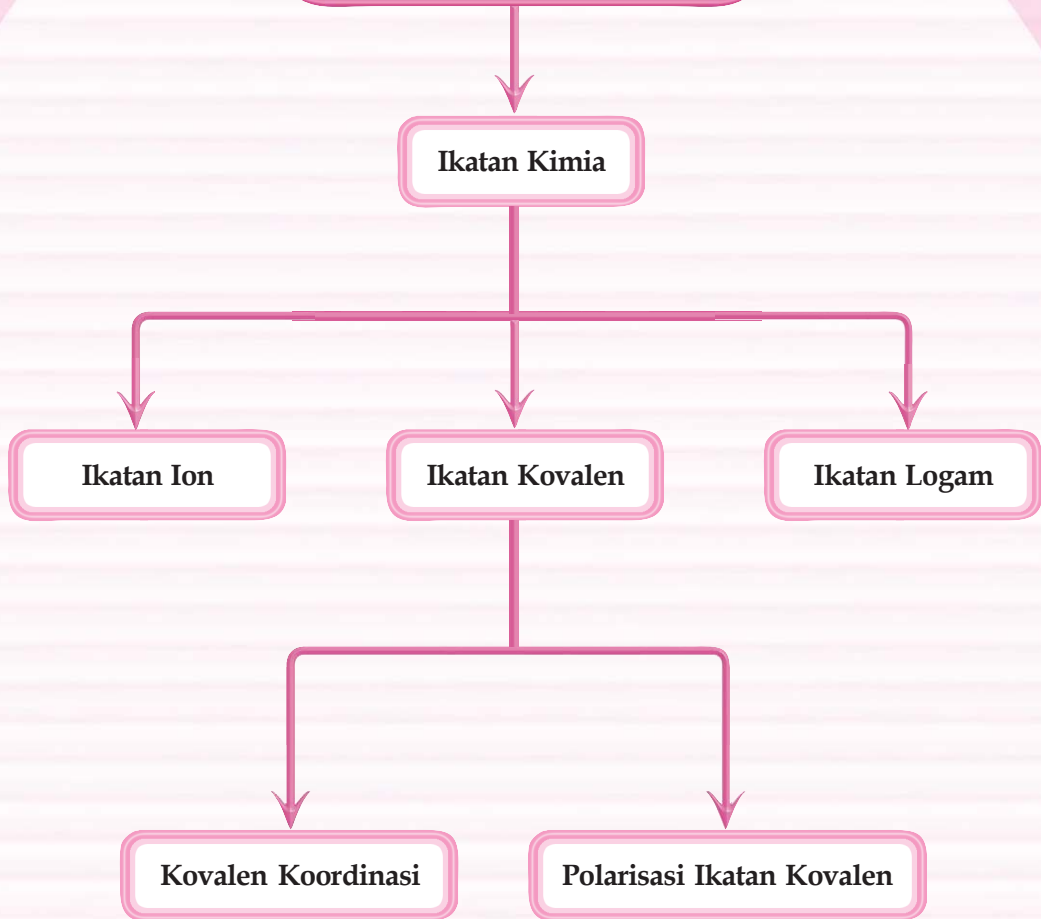 Ikatan Kimia
Ikatan Ion
Ikatan Kovalen
Ikatan Logam
Kovalen Koordinasi
Polarisasi Ikatan Kovalen